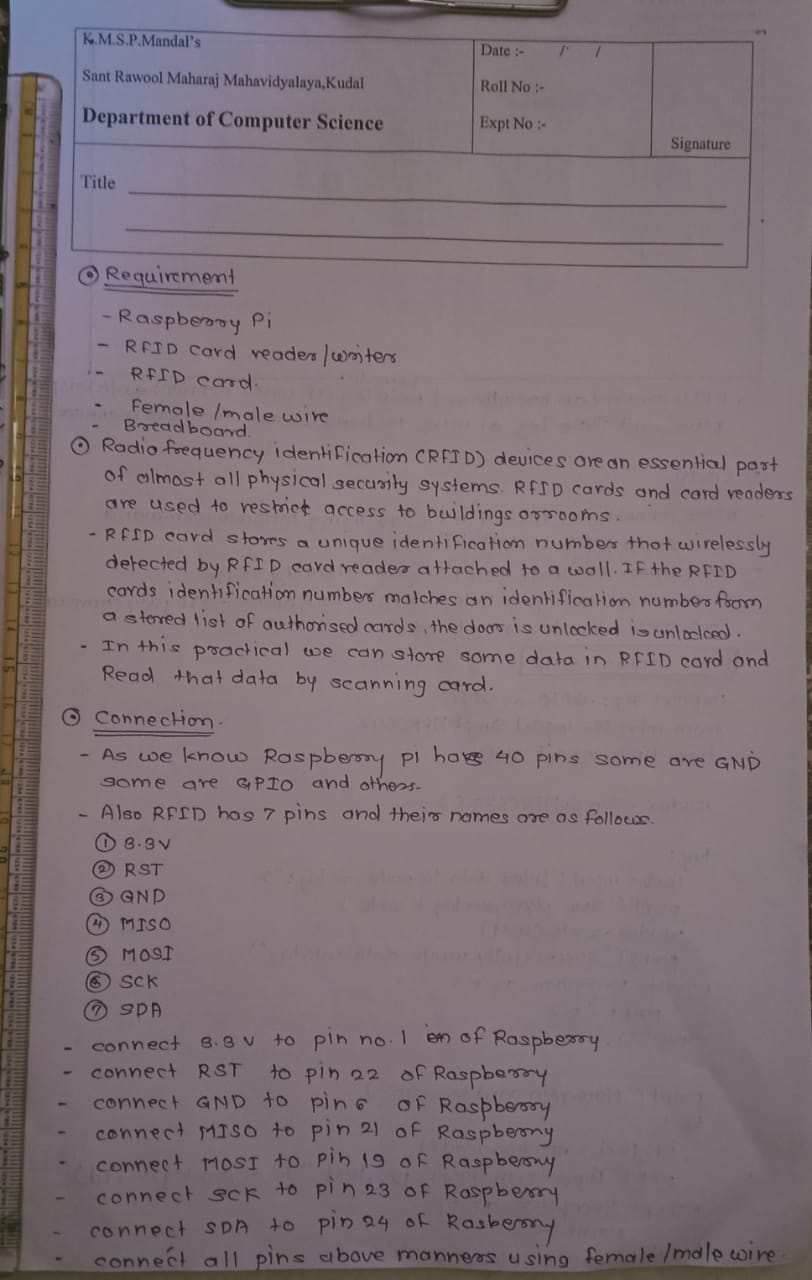 K.M.S.P.Mandal's
Sant Rawool Maharaj Mahavidyalaya,Kudal
Department of Computer Science
Date :- / /
Roll No :-
Expt No :-
Signature
Title
Requirement
- Raspberry Pi
- RFID card reader/writers
- RFID card.
- Female /male wire
- Breadboard.
Radio frequency identification (RFID) devices are an essential part
of almost all physical security systems. RFID cards and card readers
are used to restrict access to buildings or rooms.
- RFID card stores a unique identification number that wirelessly
detected by RFID card reader attached to a wall. IF the RFID
cards identification number matches an identification number from
a stored list of authorised cards, the door is unlocked is unlocked.
- In this practical we can store some data in RFID card and
Read that data by scanning card.
Connection.
- As we know Raspberry pi have 40 pins some are GND
some are GPIO and others.
- Also RFID has 7 pins and their names are as follows.
① 3.3V
② RST
③ GND
④ MISO
⑤ MOSI
⑥ SCK
⑦ SDA
- connect 3.3V to pin no. 1 of Raspberry
- connect RST to pin 22 of Raspberry
- connect GND to pin 6 of Raspberry
- connect MISO to pin 21 of Raspberry
- connect MOSI to pin 19 of Raspberry
- connect SCK to pin 23 of Raspberry
- connect SDA to pin 24 of Rasberry
- connect all pins above manners using female/male wire